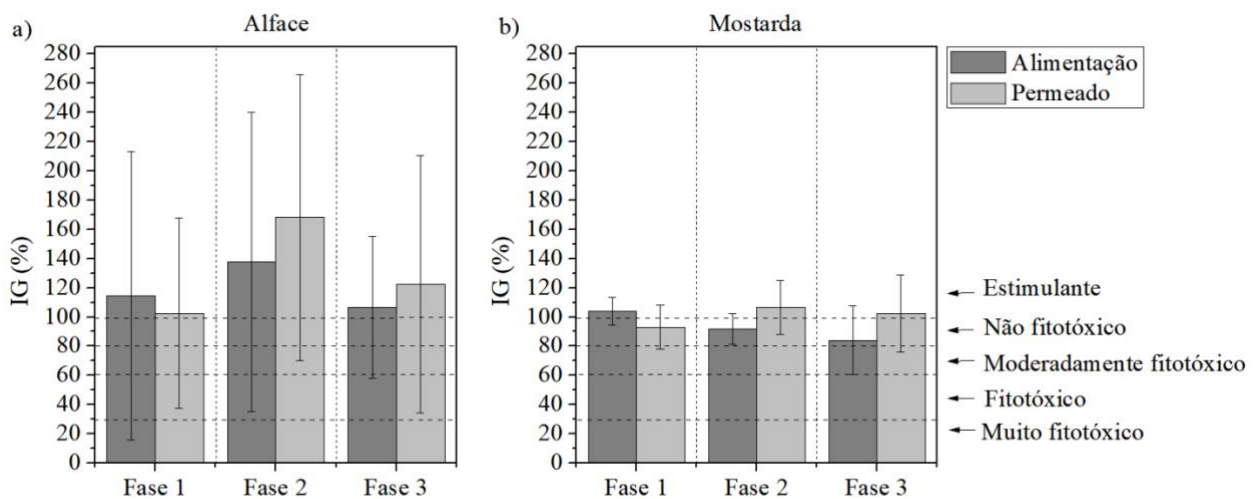 a)
Alface
IG (%)
280
260
240
220
200
180
160
140
120
100
80
60
40
20
0
Fase 1 Fase 2 Fase 3
b)
Mostarda
IG (%)
280
260
240
220
200
180
160
140
120
100
80
60
40
20
0
Fase 1 Fase 2 Fase 3
Alimentação
Permeado
Estimulante
Não fitotóxico
Moderadamente fitotóxico
Fitotóxico
Muito fitotóxico